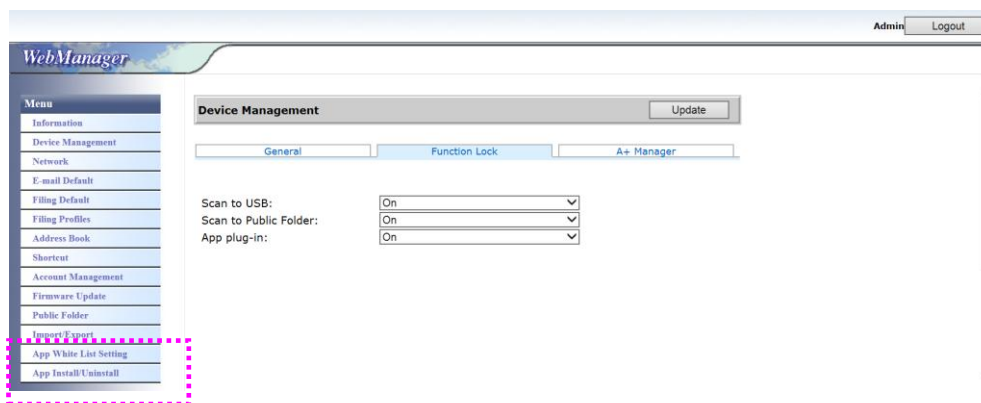 Admin Logout
WebManager
Menu
Information
Device Management
Network
E-mail Default
Filing Default
Filing Profiles
Address Book
Shortcut
Account Management
Firmware Update
Public Folder
Import/Export
App White List Setting
App Install/Uninstall
Device Management Update
General Function Lock A+ Manager
Scan to USB: On
Scan to Public Folder: On
App plug-in: On